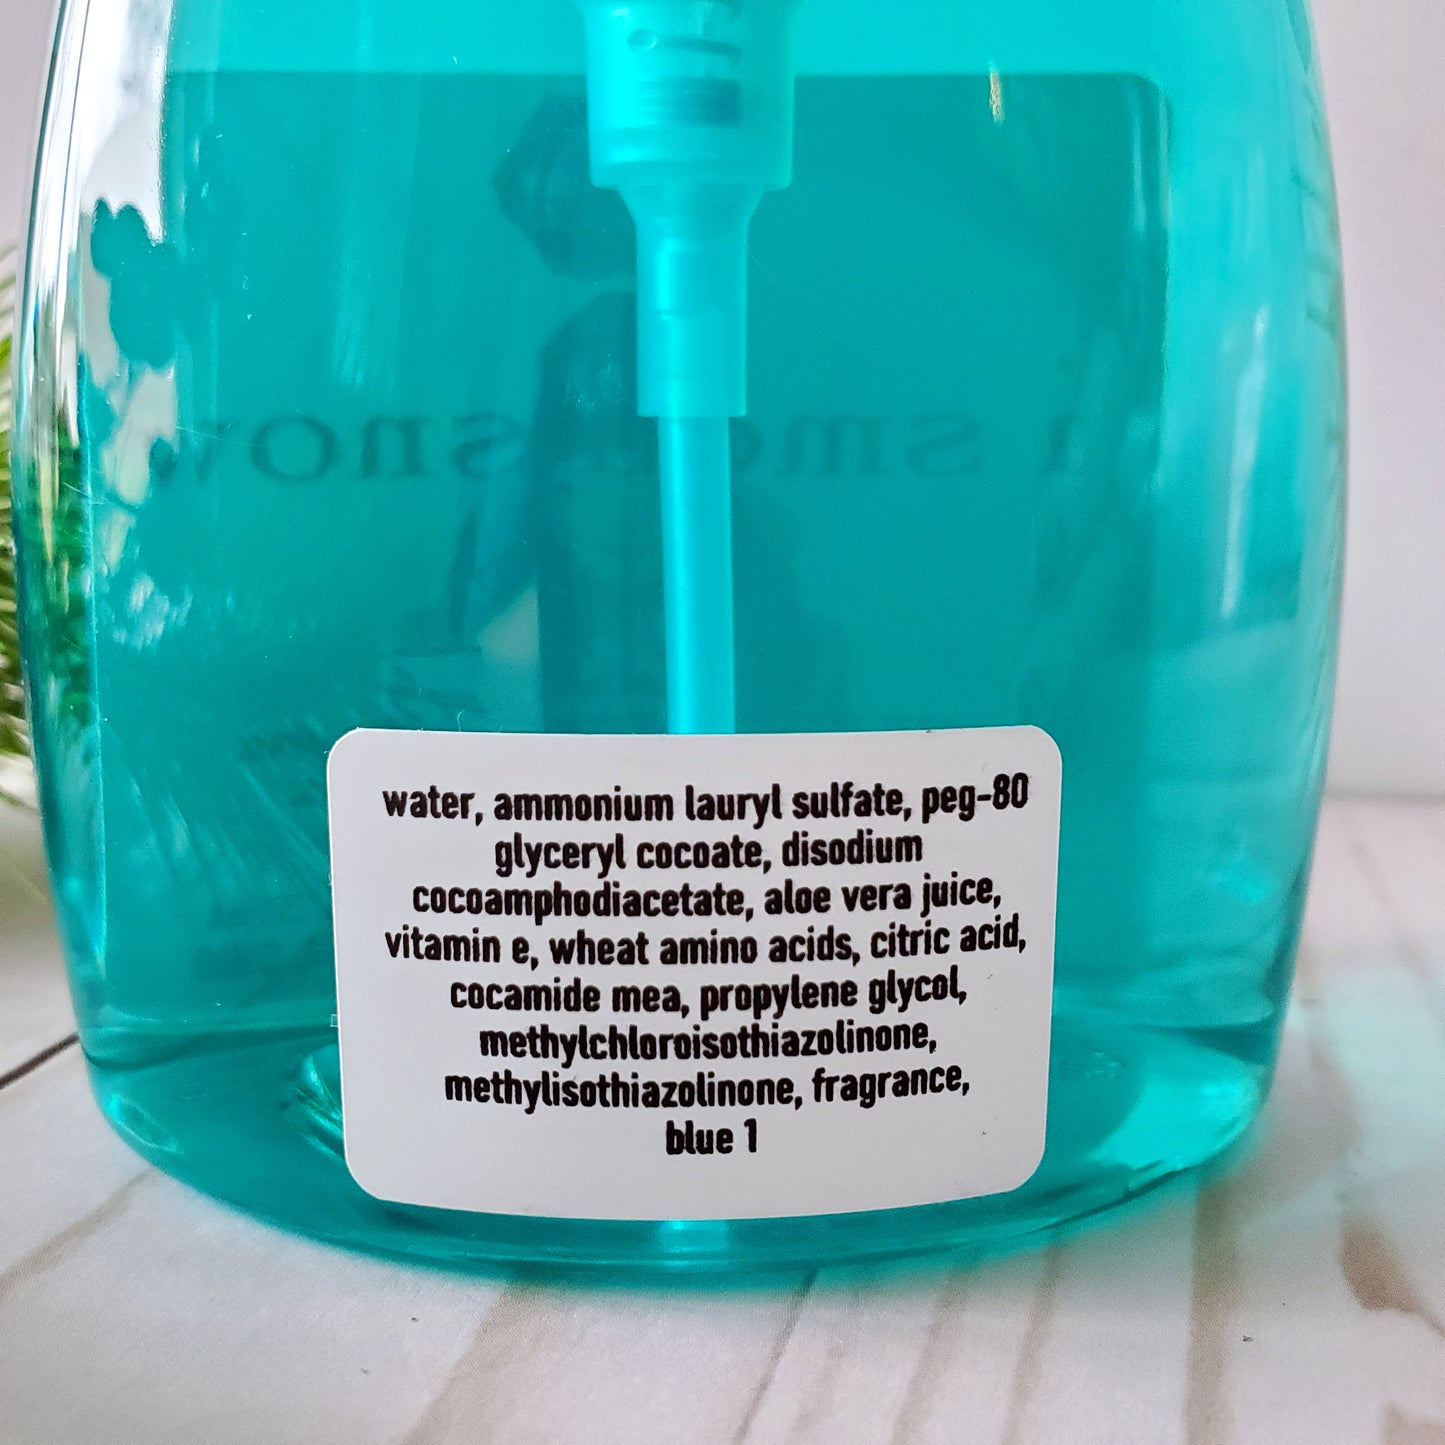 water, ammonium lauryl sulfate, peg-80
glyceryl cocoate, disodium
cocoamphodiacetate, aloe vera juice,
vitamin e, wheat amino acids, citric acid,
cocamide mea, propylene glycol,
methylchloroisothiazolinone,
methylisothiazolinone, fragrance,
blue 1